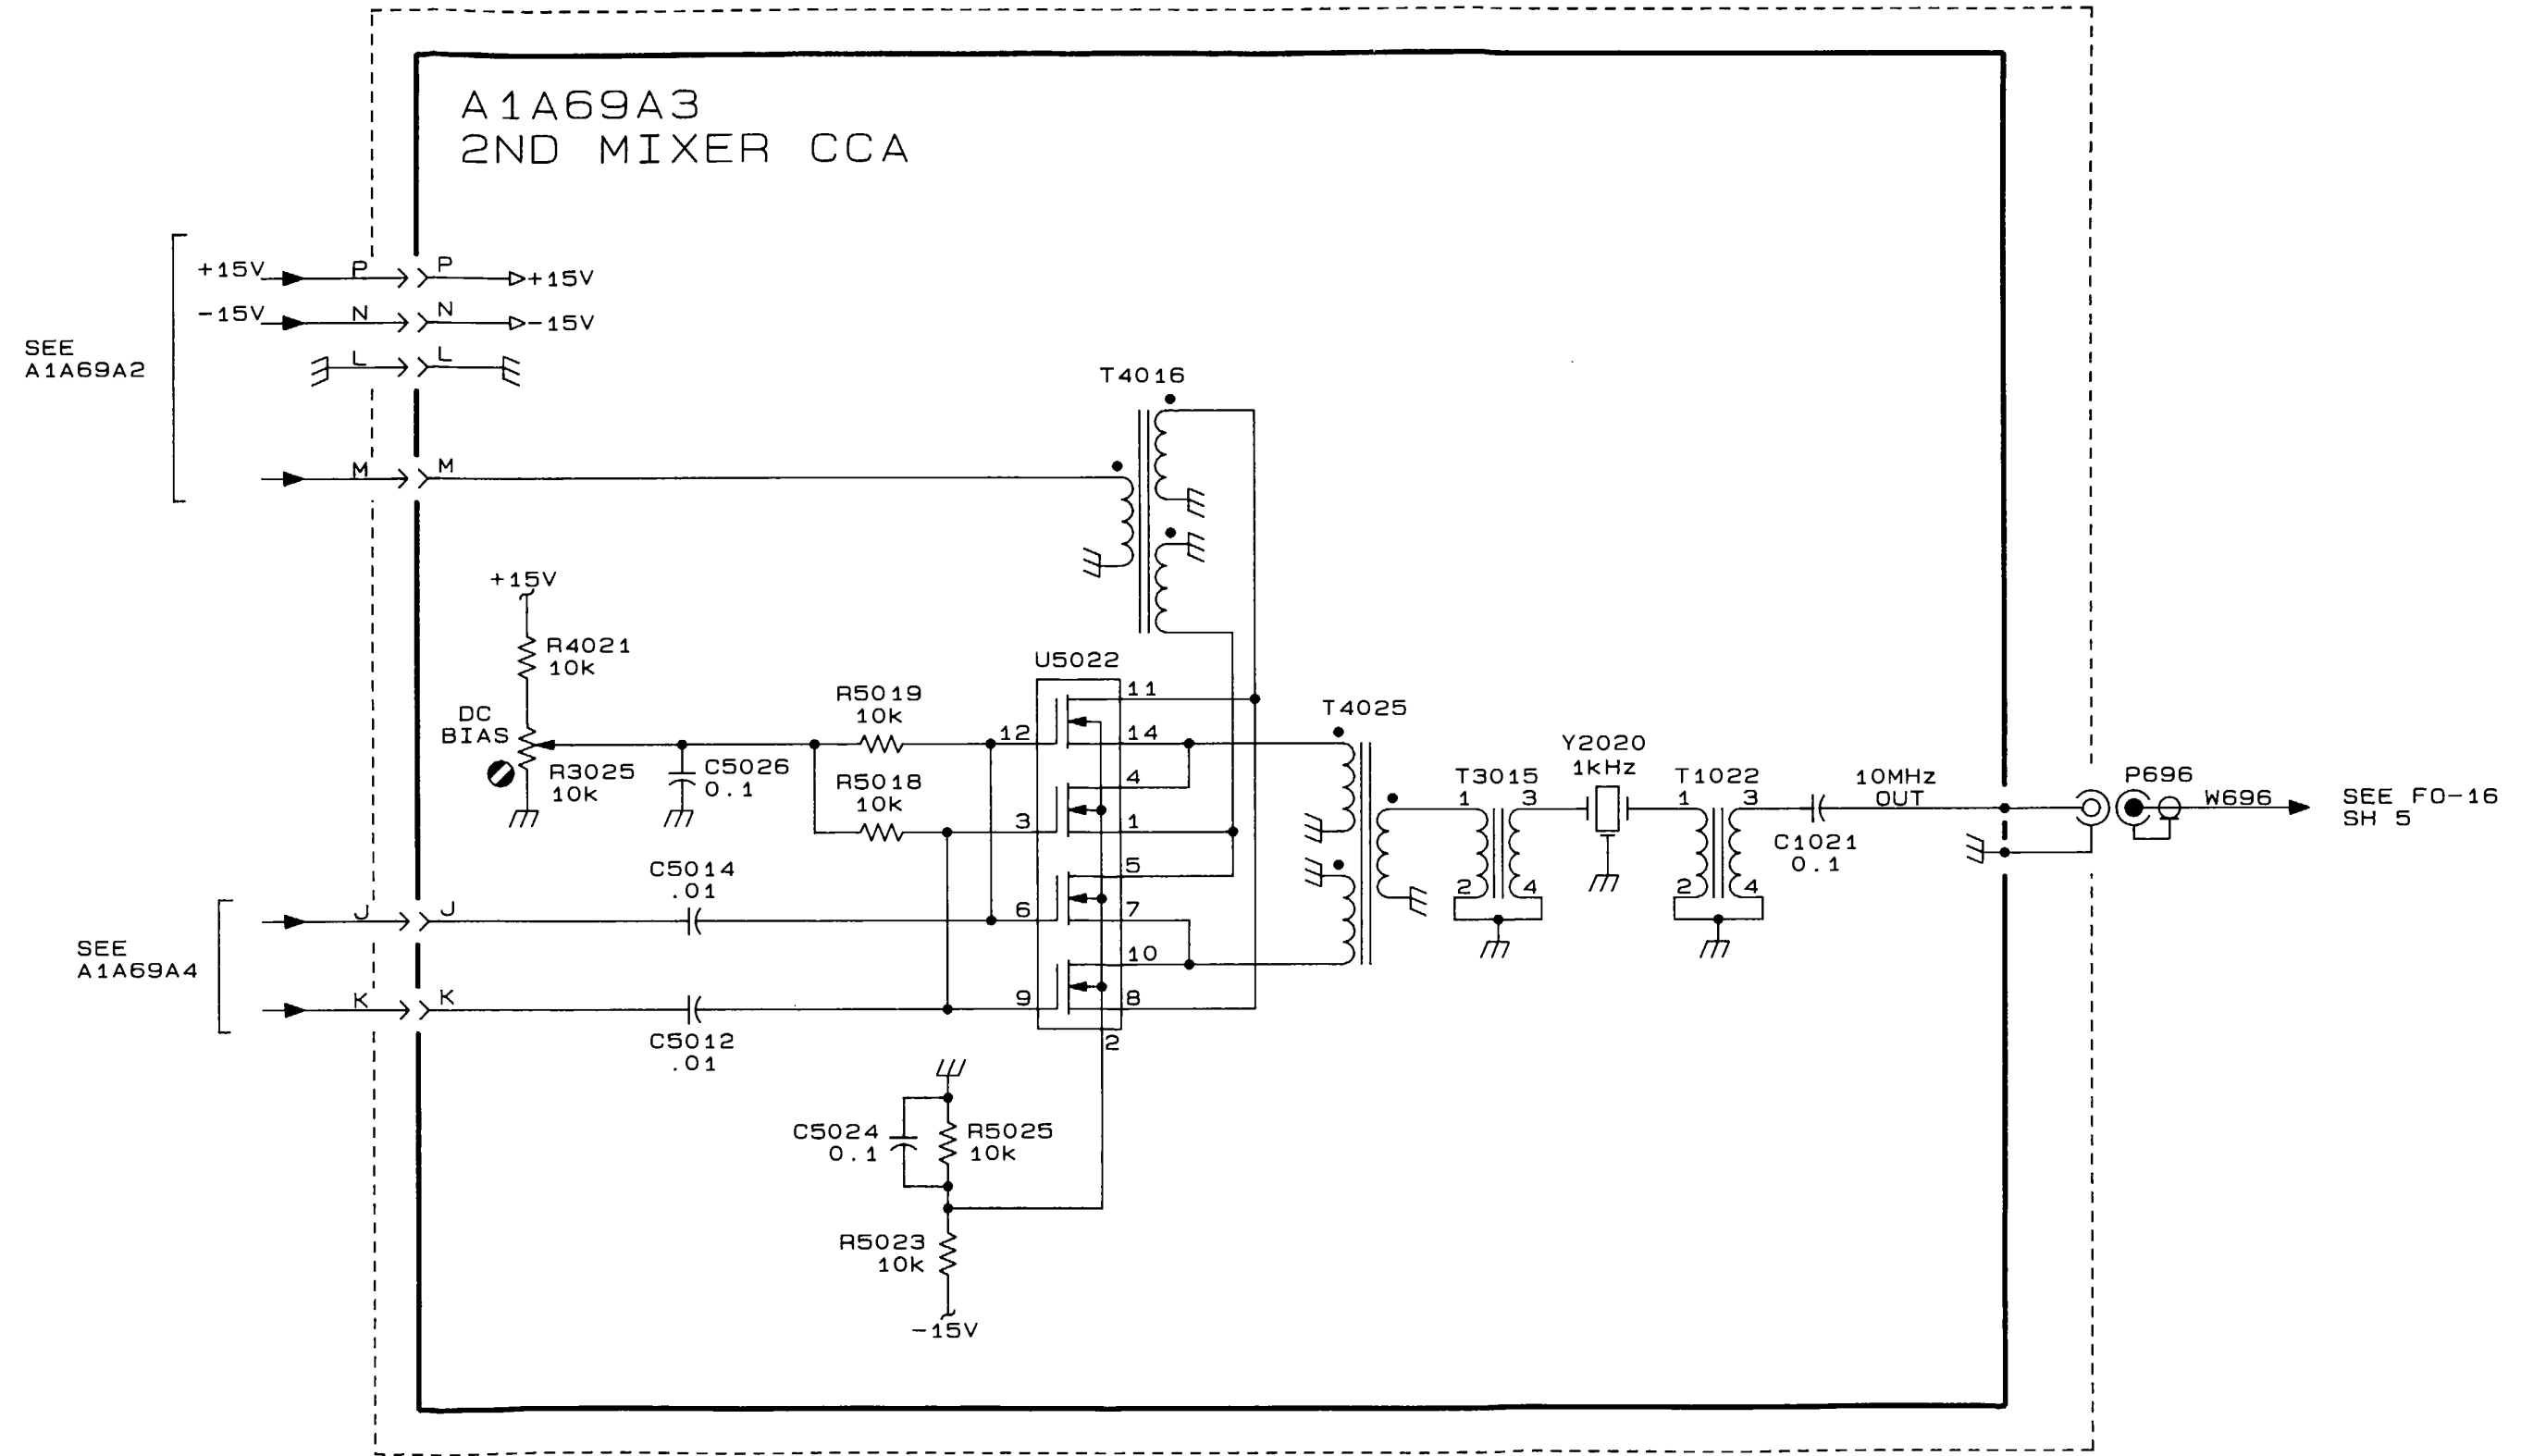 A1A69A3
2ND MIXER CCA
+15V P P +15V
-15V N N -15V
L L
SEE
A1A69A2
M M
T4016
+15V
R4021
10k
DC
BIAS
R3025
10k
C5026
0.1
R5019
10k
R5018
10k
U5022
11
12 14
4
3 1
5
6 7
10
9 8
2
T4025
C5014
.01
J J
SEE
A1A69A4
K K
C5012
.01
T3015
1 3
2 4
Y2020
1kHz
T1022
1 3
2 4
10MHz
OUT
C1021
0.1
P696
W696
SEE FO-16
SH 5
C5024
0.1
R5025
10k
R5023
10k
-15V